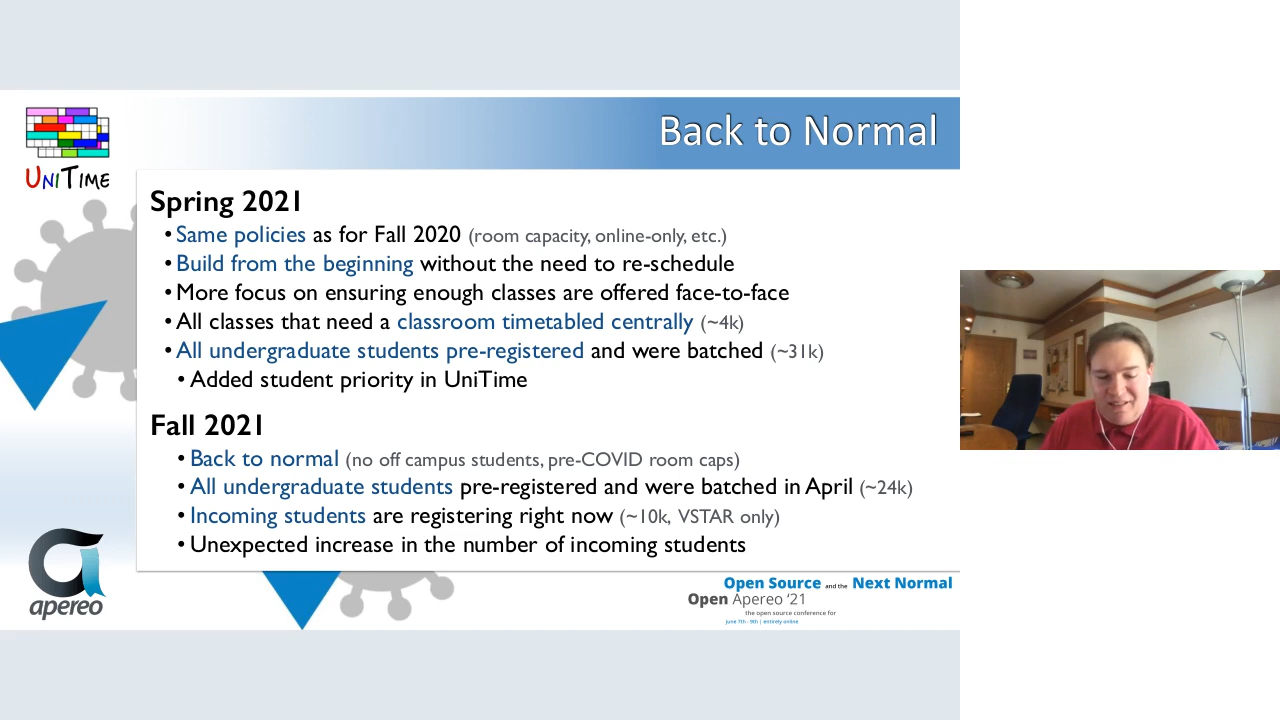 Back to Normal
UNITIME
Spring 2021
• Same policies as for Fall 2020 (room capacity, online-only, etc.)
• Build from the beginning without the need to re-schedule
• More focus on ensuring enough classes are offered face-to-face
• All classes that need a classroom timetabled centrally (~4k)
• All undergraduate students pre-registered and were batched (~31k)
• Added student priority in UniTime
Fall 2021
• Back to normal (no off campus students, pre-COVID room caps)
• All undergraduate students pre-registered and were batched in April (~24k)
• Incoming students are registering right now (~10k, VSTAR only)
• Unexpected increase in the number of incoming students
apereo
Open Source and the Next Normal
Open Apereo ‘21
the open source conference for
June 7th - 9th | entirely online